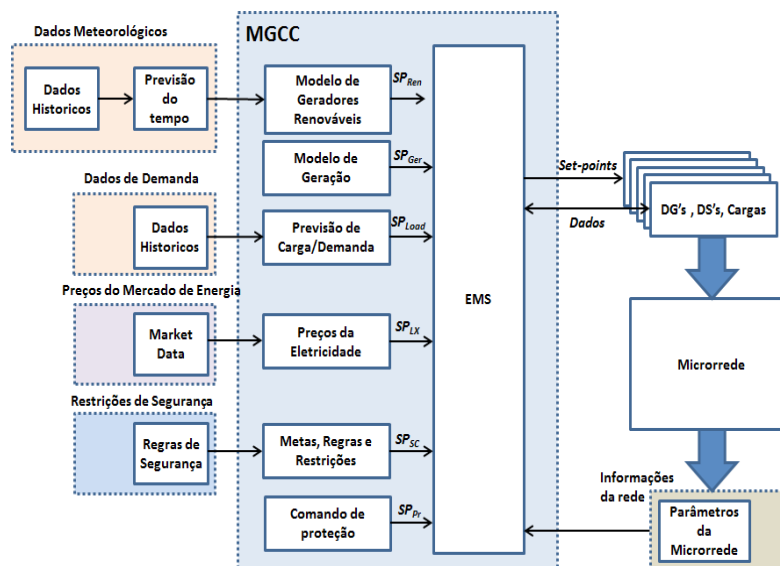 Dados Meteorológicos
Dados
Historicos
Previsão
do
tempo
MGCC
Modelo de
Geradores
Renováveis
SPRen
Modelo de
Geração
SPGer
Dados de Demanda
Dados
Historicos
Previsão de
Carga/Demanda
SPLoad
Preços do Mercado de Energia
Market
Data
Preços da
Eletricidade
SPLX
Restrições de Segurança
Regras de
Segurança
Metas, Regras e
Restrições
SPSC
Comando de
proteção
SPPr
EMS
Set-points
Dados
DG's , DS's, Cargas
Microrrede
Informações
da rede
Parâmetros
da
Microrrede